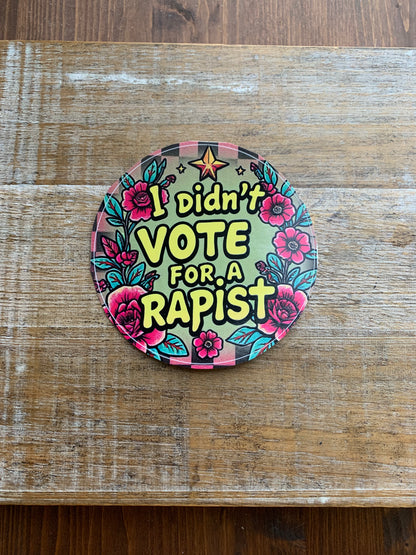 I Didn't
VOTE
FOR A
RAPist